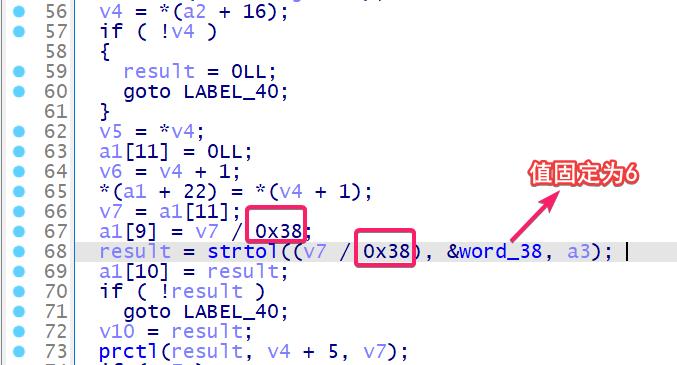 56 v4 = *(a2 + 16);
57 if ( !v4 )
58 {
59 result = 0LL;
60 goto LABEL_40;
61 }
62 v5 = *v4;
63 a1[11] = 0LL;
64 v6 = v4 + 1;
65 *(a1 + 22) = *(v4 + 1);
66 v7 = a1[11];
67 a1[9] = v7 / 0x38;
68 result = strtol((v7 / 0x38), &word_38, a3);
69 a1[10] = result;
70 if ( !result )
71 goto LABEL_40;
72 v10 = result;
73 prctl(result, v4 + 5, v7);
值固定为6